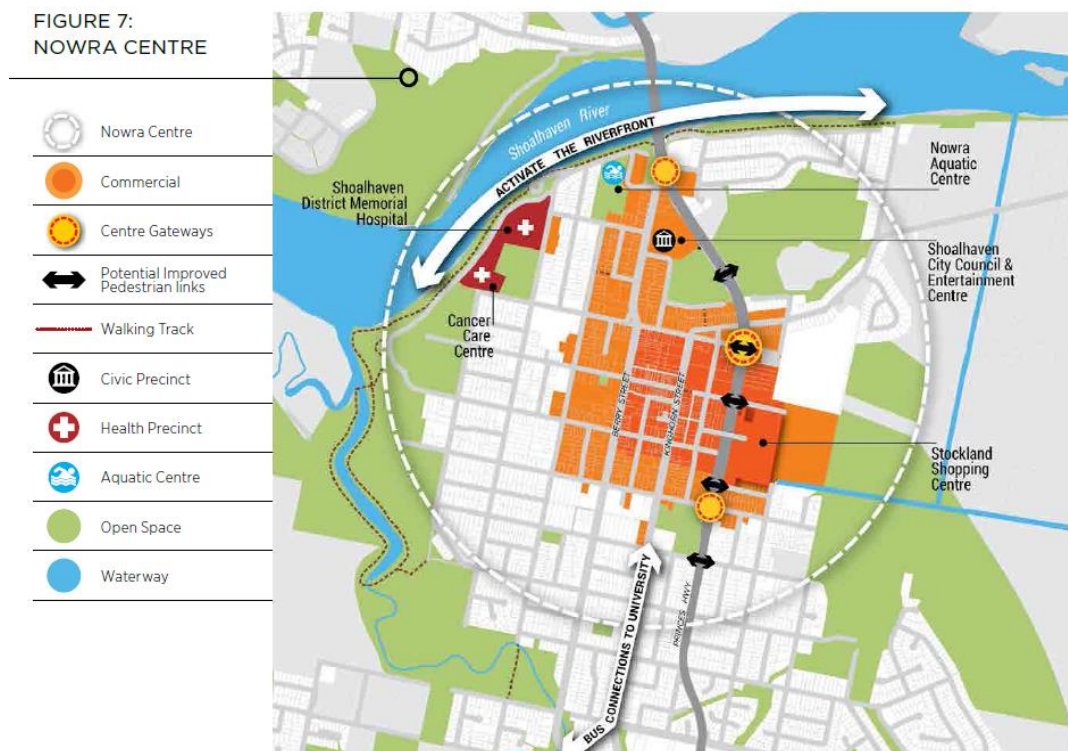 FIGURE 7:
NOWRA CENTRE
Nowra Centre
Commercial
Centre Gateways
Potential Improved
Pedestrian links
Walking Track
Civic Precinct
Health Precinct
Aquatic Centre
Open Space
Waterway
Shoalhaven River
ACTIVATE THE RIVERFRONT
Shoalhaven
District Memorial
Hospital
Nowra
Aquatic
Centre
Shoalhaven
City Council &
Entertainment
Centre
Cancer
Care
Centre
BERRY STREET
KINGHORN STREET
Stockland
Shopping
Centre
BUS CONNECTIONS TO UNIVERSITY
PRINCES HWY